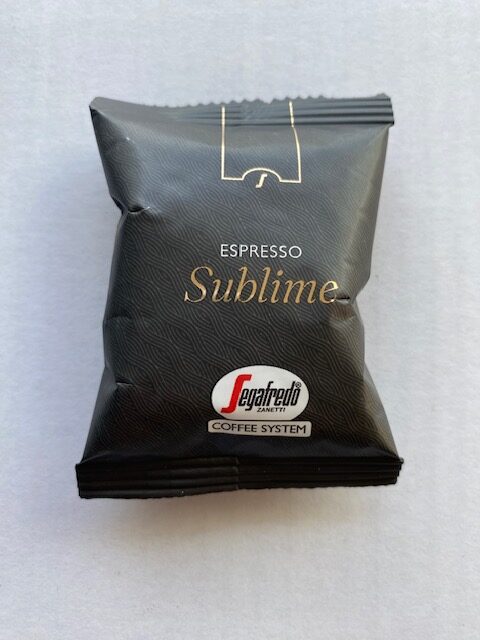 ESPRESSO
Sublime
Segafredo®
ZANETTI
COFFEE SYSTEM